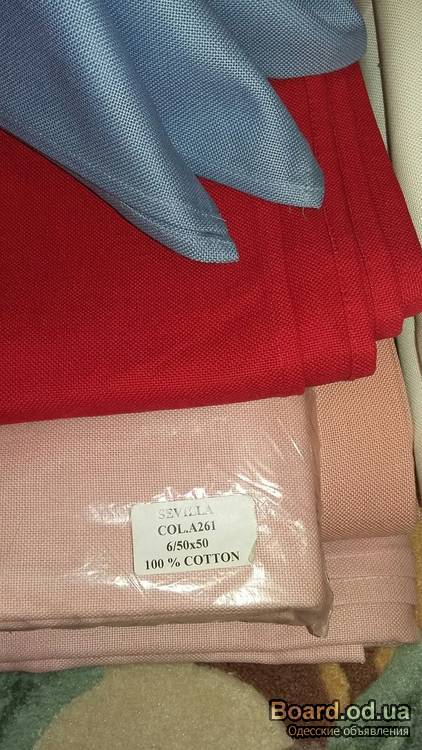 SEVILLA
COL.A261
6/50x50
100 % COTTON
Board.od.ua
Одесские объявления